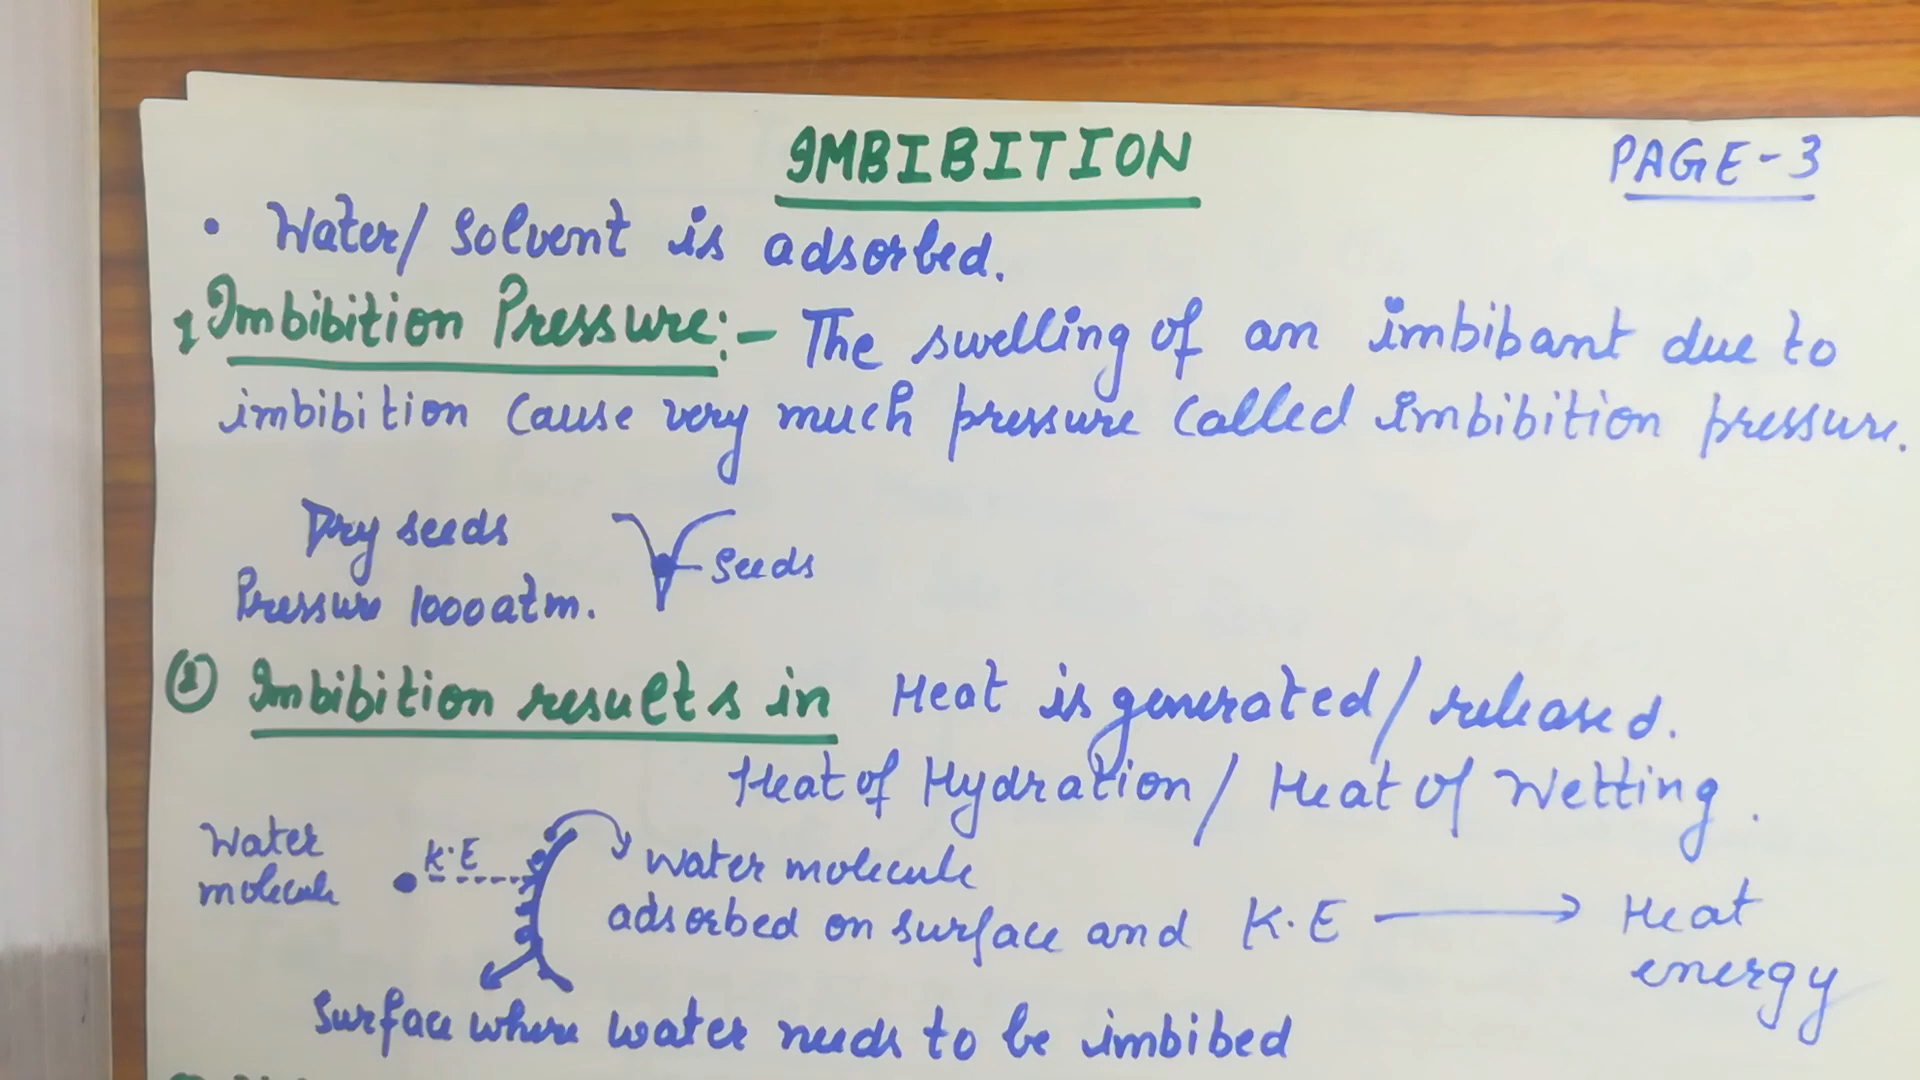 IMBIBITION
PAGE-3
• Water/ Solvent is adsorbed.
1 Imbibition Pressure:- The swelling of an imbibant due to
imbibition cause very much pressure called imbibition pressure.
Dry seeds
Seeds
Pressure 1000 atm.
Imbibition results in Heat is generated/ released.
Heat of Hydration / Heat of Wetting.
Water
molecule
K.E
water molecule
adsorbed on surface and K.E → Heat
energy
Surface where water needs to be imbibed